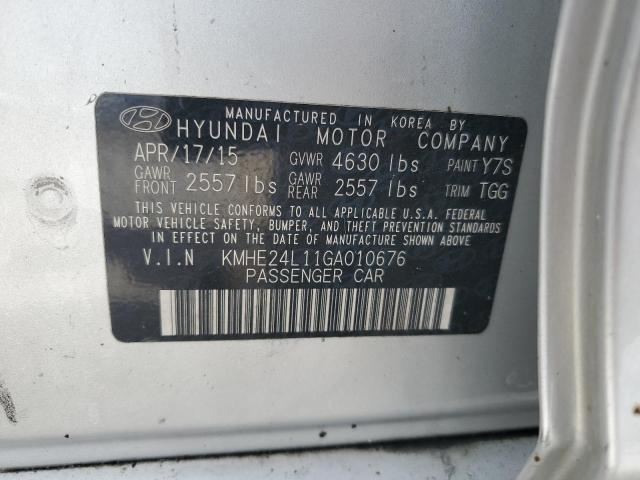 MANUFACTURED IN KOREA BY
HYUNDAI MOTOR COMPANY
APR/17/15 GVWR 4630 lbs PAINT Y7S
GAWR FRONT 2557 lbs GAWR REAR 2557 lbs TRIM TGG
THIS VEHICLE CONFORMS TO ALL APPLICABLE U.S.A. FEDERAL
MOTOR VEHICLE SAFETY, BUMPER, AND THEFT PREVENTION STANDARDS
IN EFFECT ON THE DATE OF MANUFACTURE SHOWN ABOVE.
V.I.N KMHE24L11GA010676
PASSENGER CAR